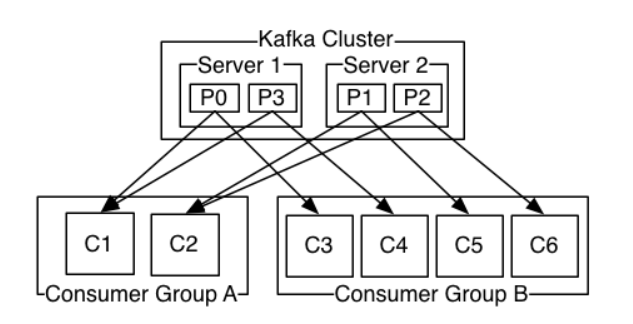 Kafka Cluster
Server 1 Server 2
P0 P3 P1 P2
C1 C2 C3 C4 C5 C6
Consumer Group A Consumer Group B